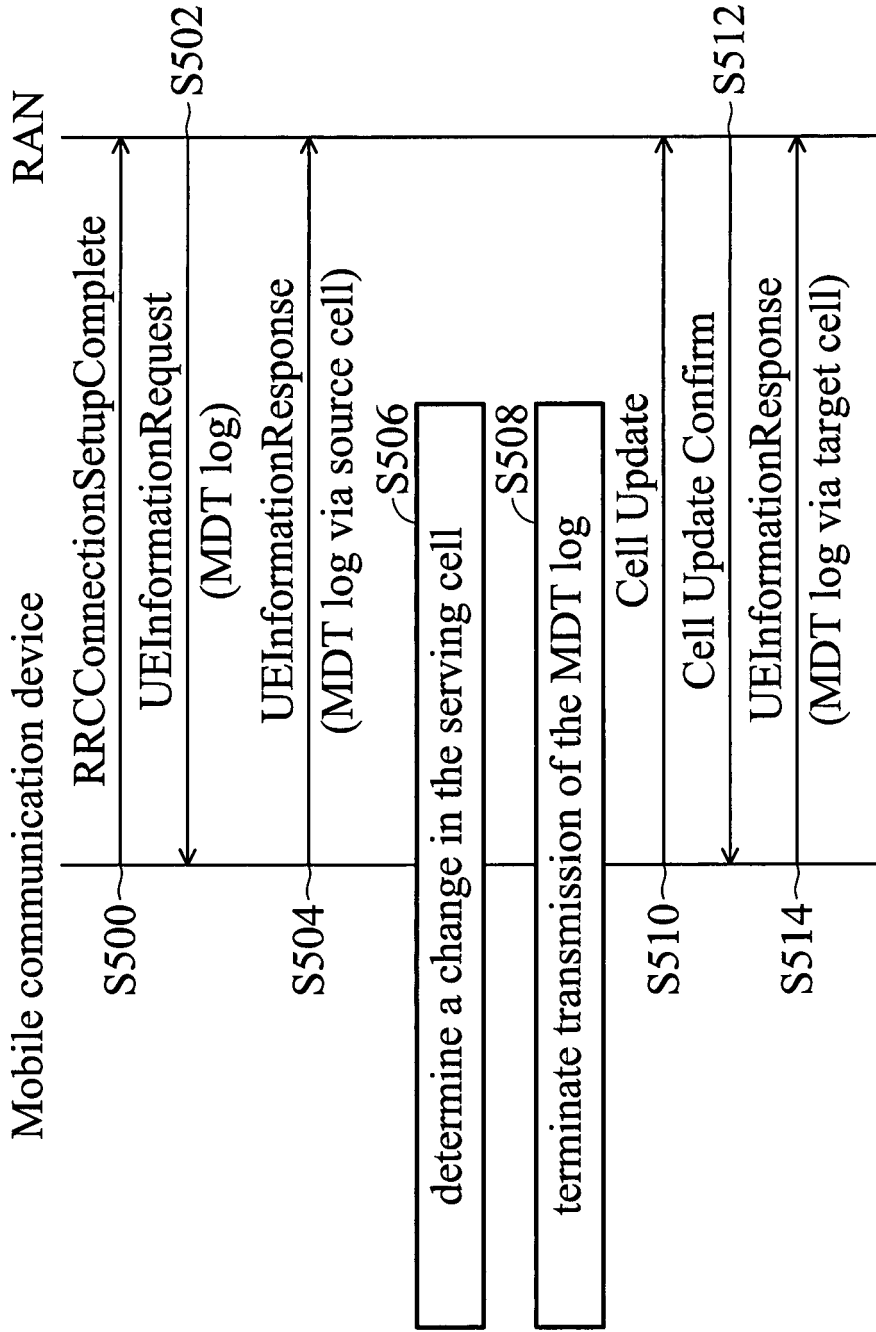 Mobile communication device
RAN
RRCConnectionSetupComplete
S500
UEInformationRequest
(MDT log)
S502
UEInformationResponse
(MDT log via source cell)
S504
S506
determine a change in the serving cell
S508
terminate transmission of the MDT log
Cell Update
S510
Cell Update Confirm
S512
UEInformationResponse
(MDT log via target cell)
S514